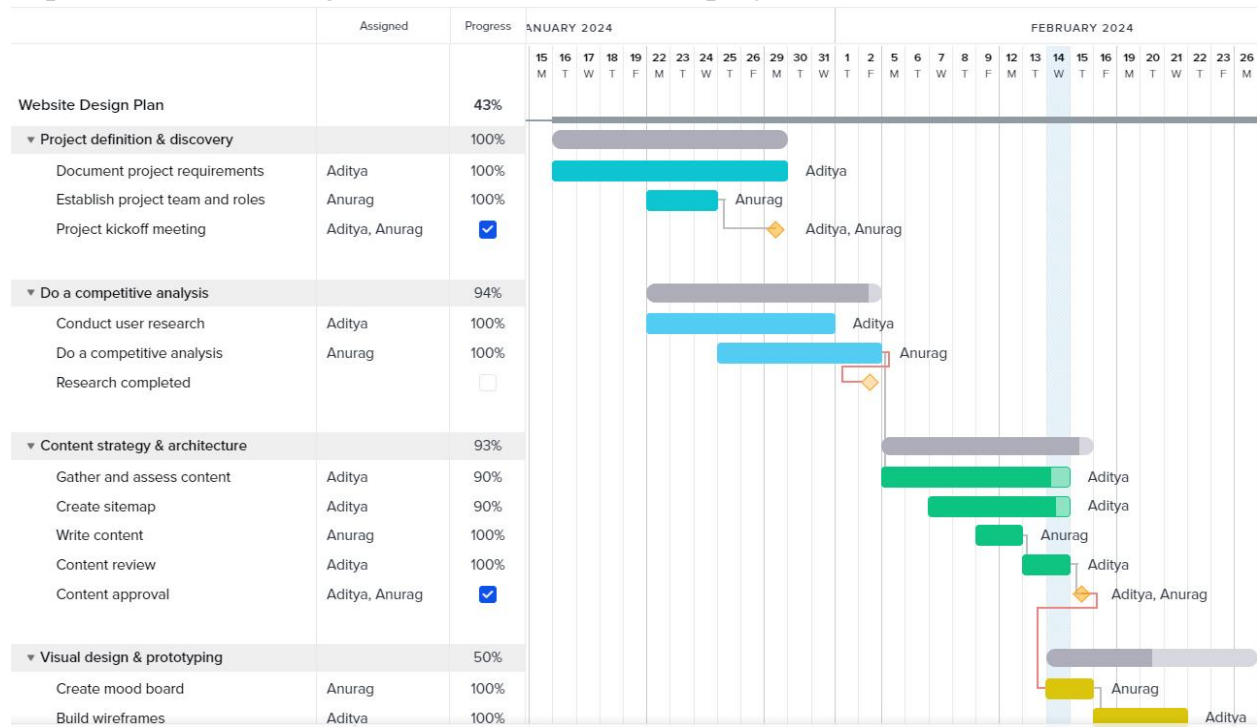 Assigned Progress ANUARY 2024 FEBRUARY 2024
15 16 17 18 19 22 23 24 25 26 29 30 31 1 2 5 6 7 8 9 12 13 14 15 16 19 20 21 22 23 26
M T W T F M T W T F M T W T F M T W T F M T W T F M T W T F M
Website Design Plan 43%
Project definition & discovery 100%
Document project requirements Aditya 100% Aditya
Establish project team and roles Anurag 100% Anurag
Project kickoff meeting Aditya, Anurag Aditya, Anurag
Do a competitive analysis 94%
Conduct user research Aditya 100% Aditya
Do a competitive analysis Anurag 100% Anurag
Research completed
Content strategy & architecture 93%
Gather and assess content Aditya 90% Aditya
Create sitemap Aditya 90% Aditya
Write content Anurag 100% Anurag
Content review Aditya 100% Aditya
Content approval Aditya, Anurag Aditya, Anurag
Visual design & prototyping 50%
Create mood board Anurag 100% Anurag
Build wireframes Aditya 100% Aditya